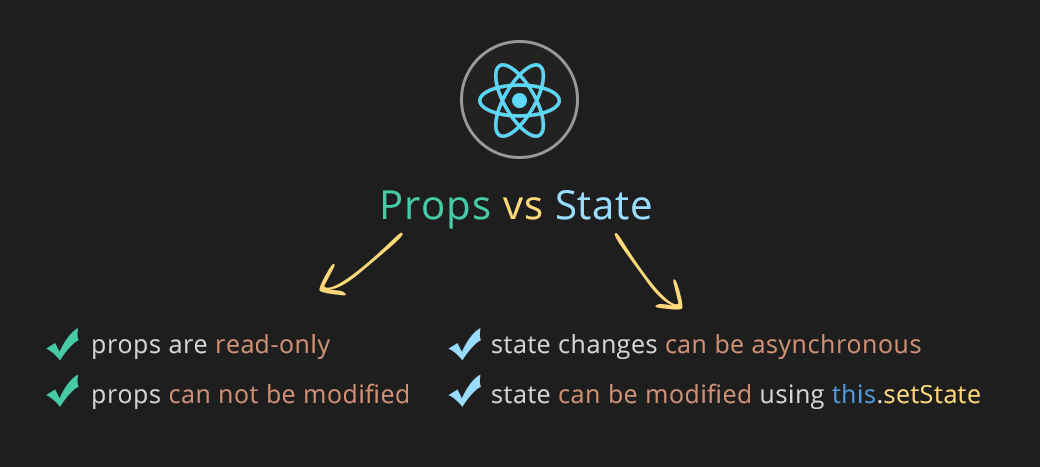 Props vs State
props are read-only
props can not be modified
state changes can be asynchronous
state can be modified using this.setState